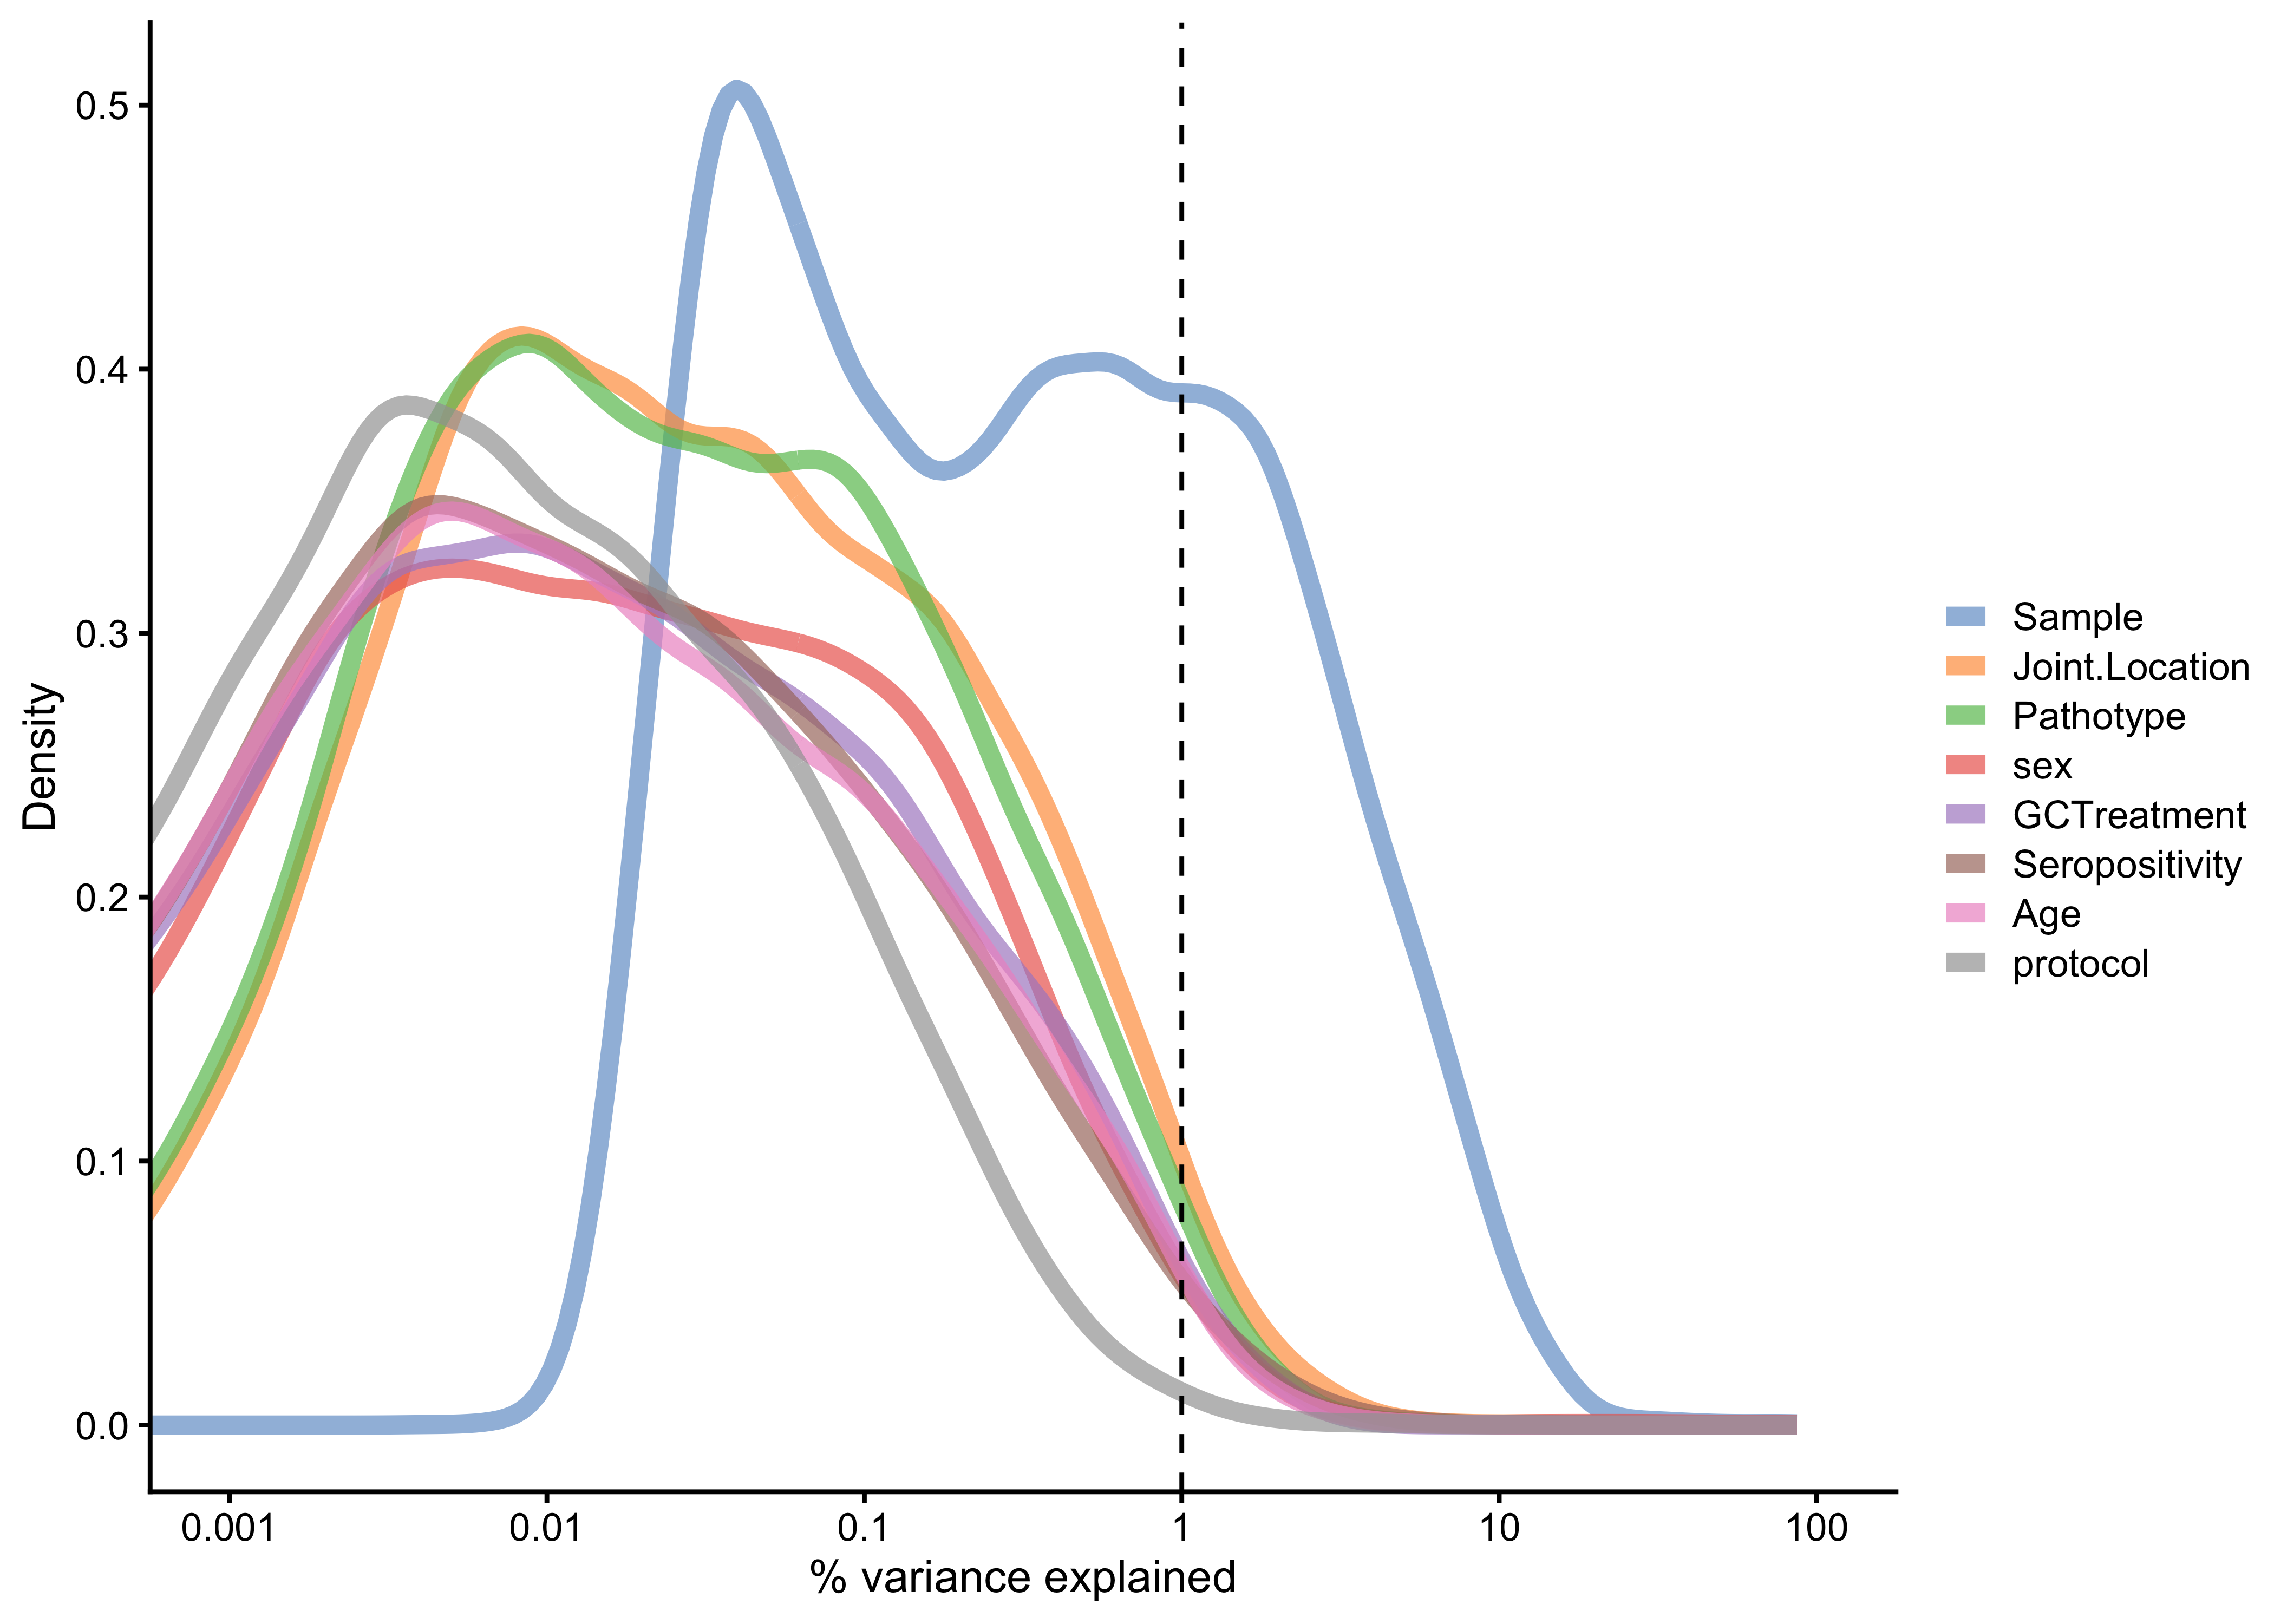 Density
0.5
0.4
0.3
0.2
0.1
0.0
0.001 0.01 0.1 1 10 100
% variance explained
Sample
Joint.Location
Pathotype
sex
GCTreatment
Seropositivity
Age
protocol